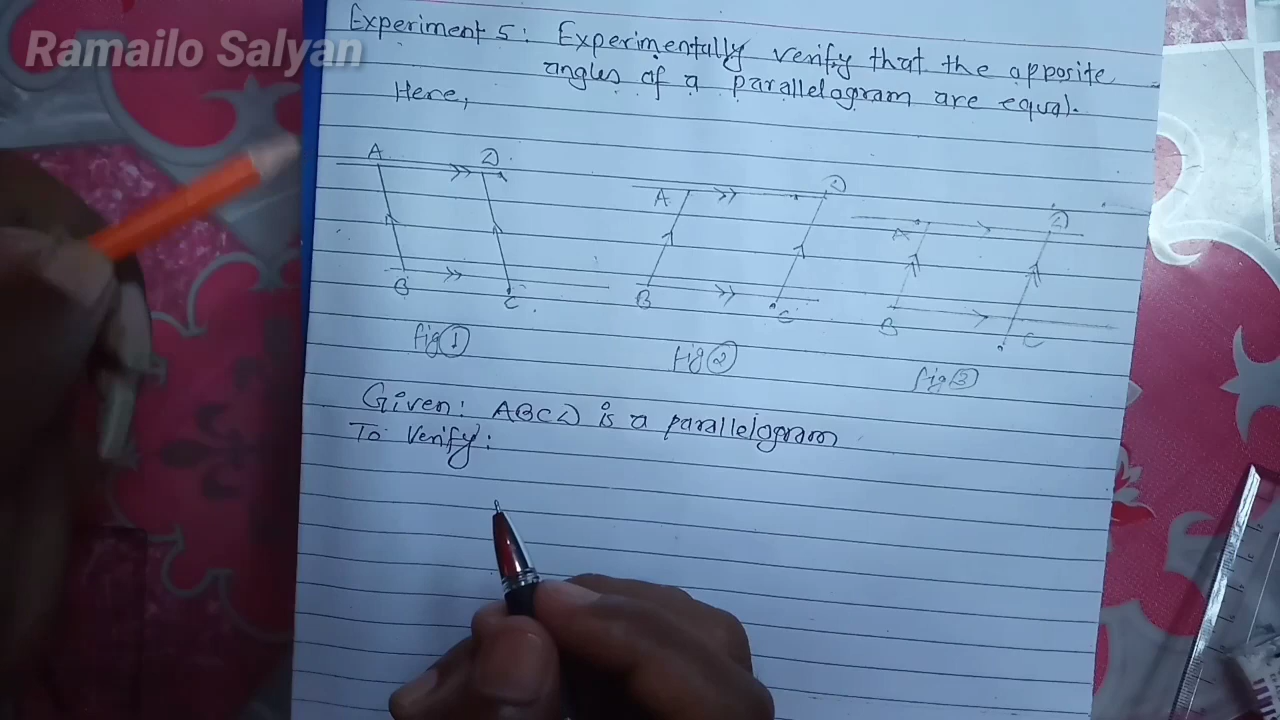 Ramailo Salyan
Experiment 5: Experimentally verify that the opposite
angles of a parallelogram are equal.
Here,
A D
B C
fig 1
A D
B C
fig 2
A D
B C
fig 3
Given: ABCD is a parallelogram
To Verify: